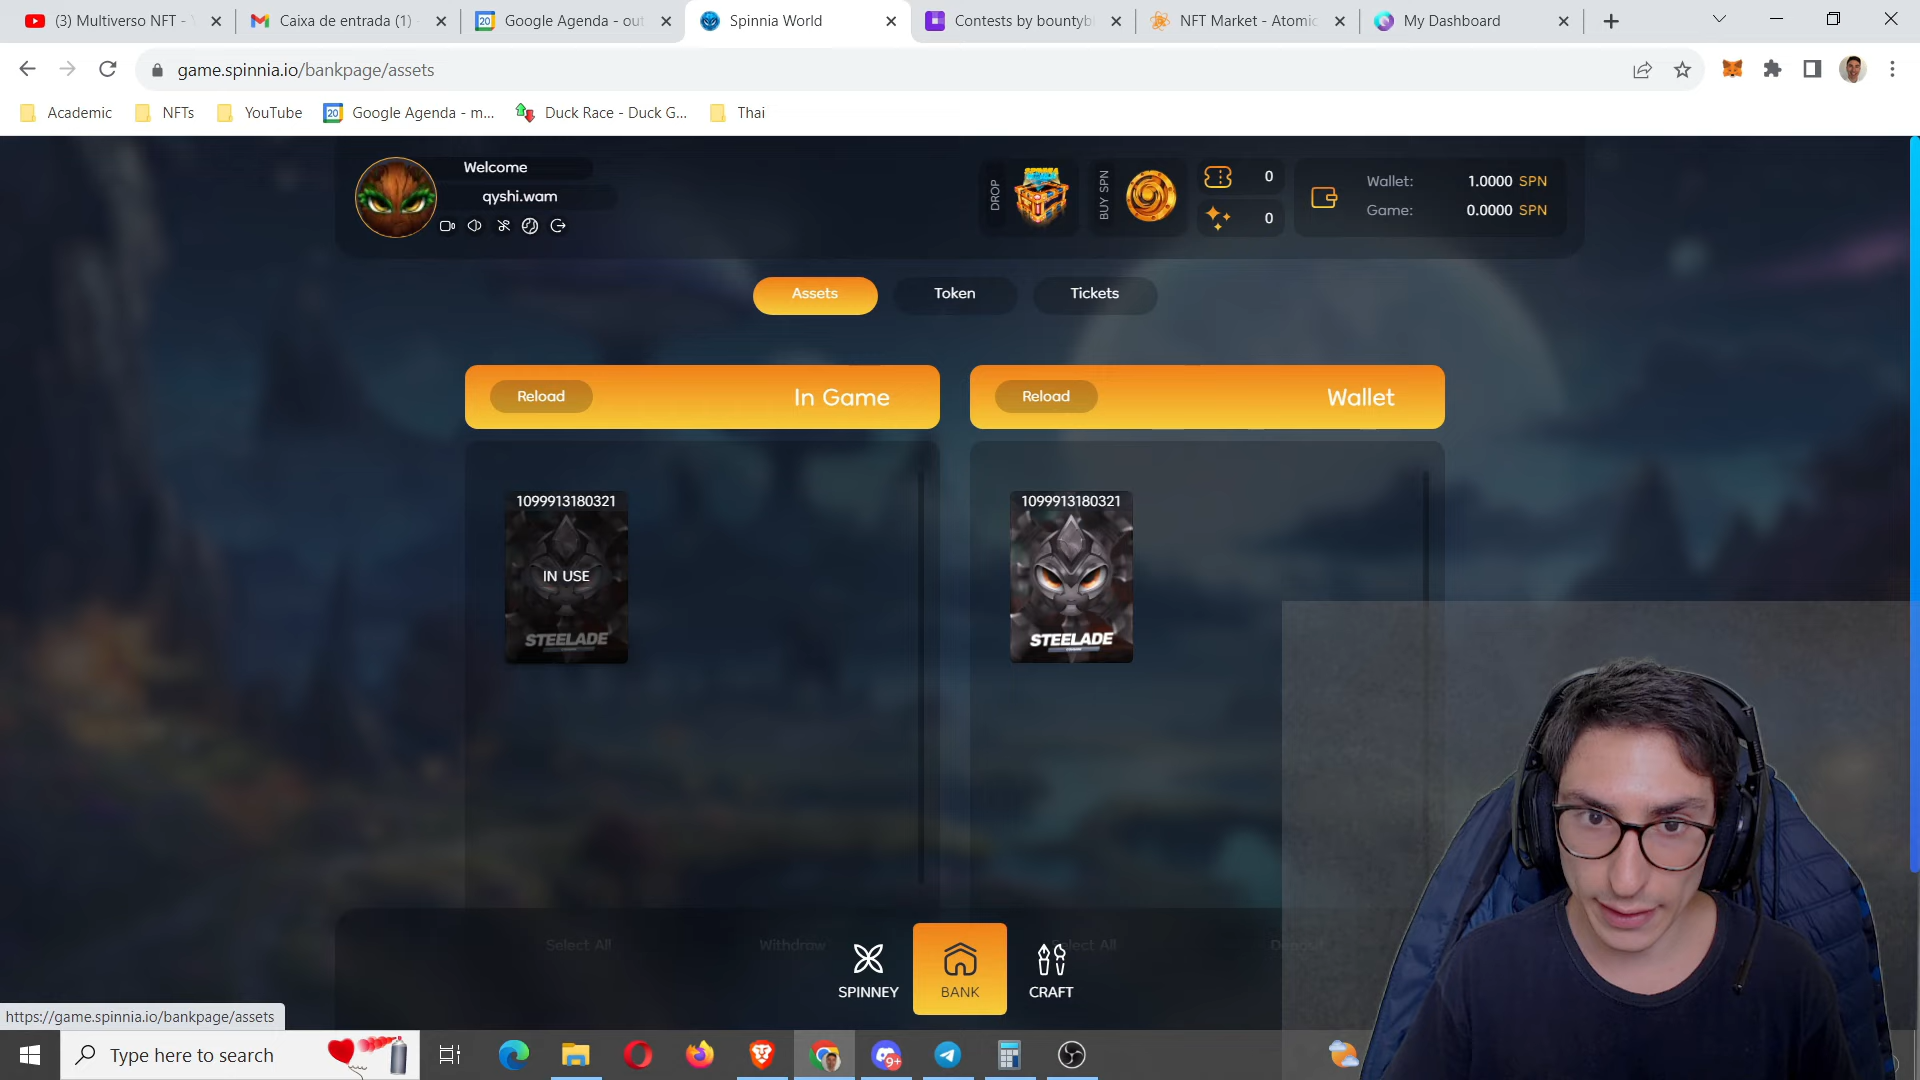 (3) Multiverso NFT -
Caixa de entrada (1)
Google Agenda - out
Spinnia World
Contests by bountybl
NFT Market - Atomic
My Dashboard
game.spinnia.io/bankpage/assets
Academic
NFTs
YouTube
Google Agenda - m...
Duck Race - Duck G...
Thai
Welcome
qyshi.wam
DROP
BUY SPN
0
0
Wallet: 1.0000 SPN
Game: 0.0000 SPN
Assets
Token
Tickets
Reload
In Game
Reload
Wallet
1099913180321
IN USE
STEELADE
1099913180321
STEELADE
Select All
Withdraw
Select All
SPINNEY
BANK
CRAFT
https://game.spinnia.io/bankpage/assets
Type here to search
9+